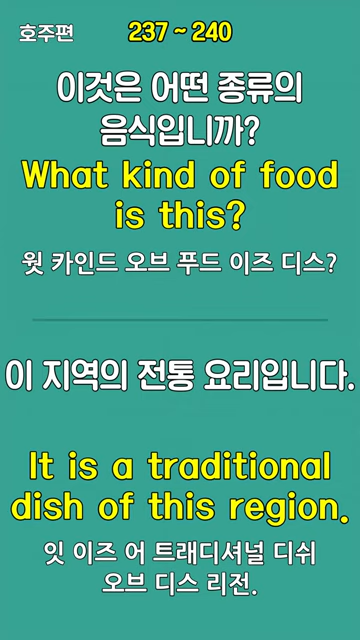 호주편
237 ~ 240
이것은 어떤 종류의
음식입니까?
What kind of food
is this?
웟 카인드 오브 푸드 이즈 디스?
이 지역의 전통 요리입니다.
It is a traditional
dish of this region.
잇 이즈 어 트래디셔널 디쉬
오브 디스 리전.